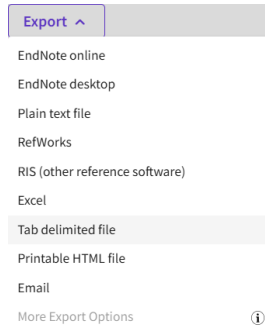 Export
EndNote online
EndNote desktop
Plain text file
RefWorks
RIS (other reference software)
Excel
Tab delimited file
Printable HTML file
Email
More Export Options